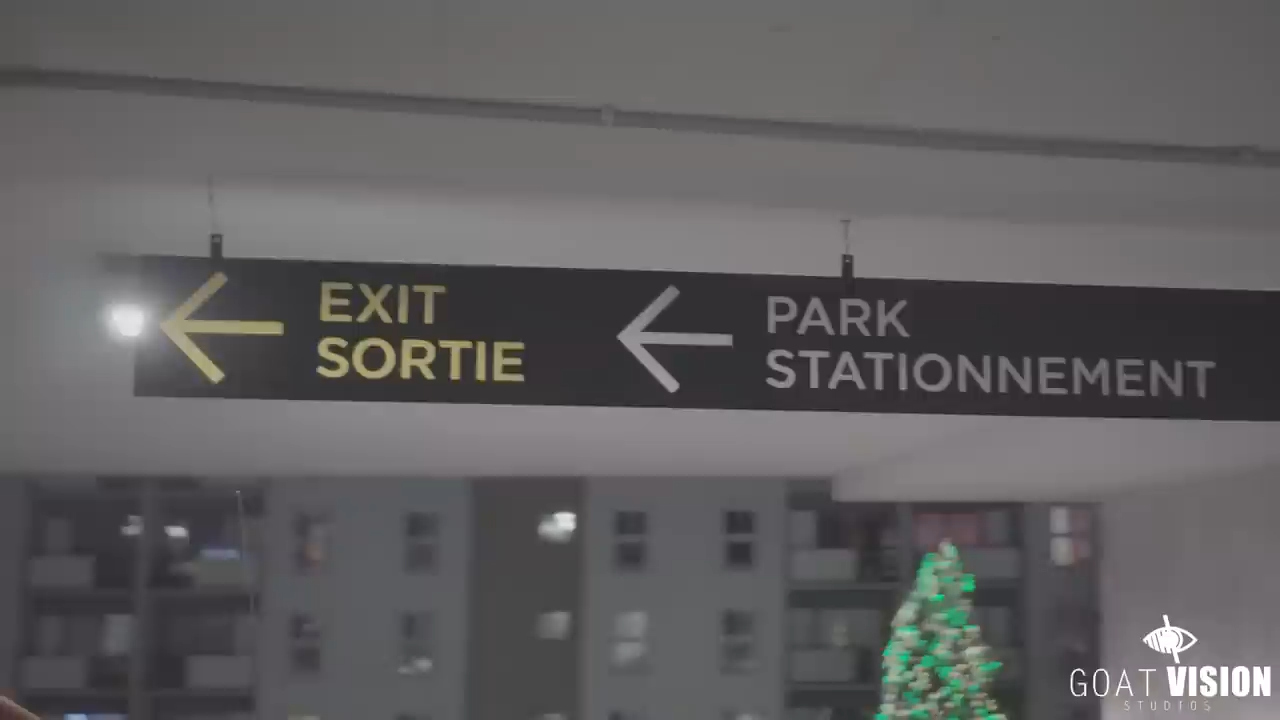 EXIT
SORTIE
PARK
STATIONNEMENT
GOAT VISION
STUDIOS